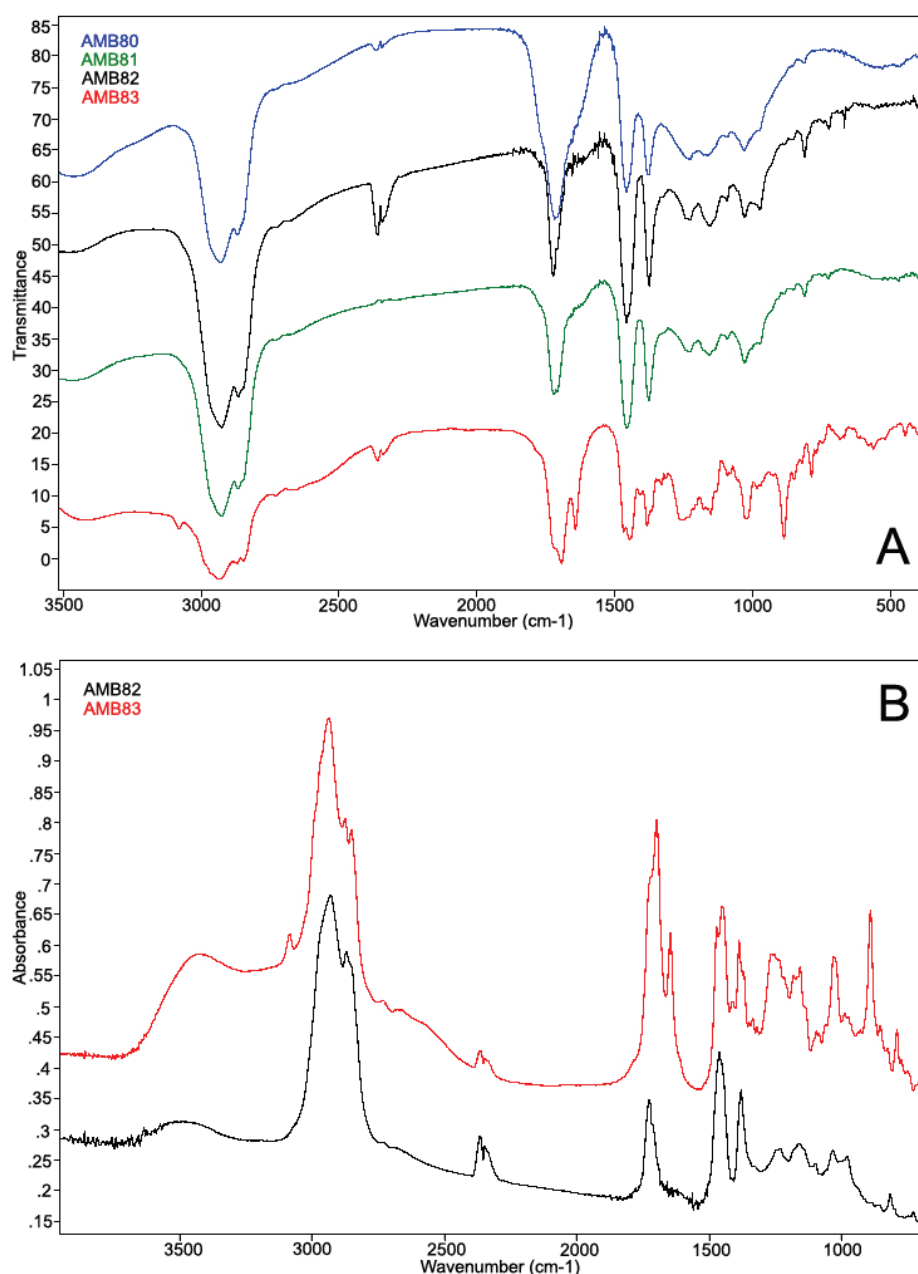 AMB80
AMB81
AMB82
AMB83
85
80
75
70
65
60
55
50
45
40
35
30
25
20
15
10
5
0
Transmittance
A
3500 3000 2500 2000 1500 1000 500
Wavenumber (cm-1)
AMB82
AMB83
B
1.05
1
.95
.9
.85
.8
.75
.7
.65
.6
.55
.5
.45
.4
.35
.3
.25
.2
.15
Absorbance
3500 3000 2500 2000 1500 1000
Wavenumber (cm-1)